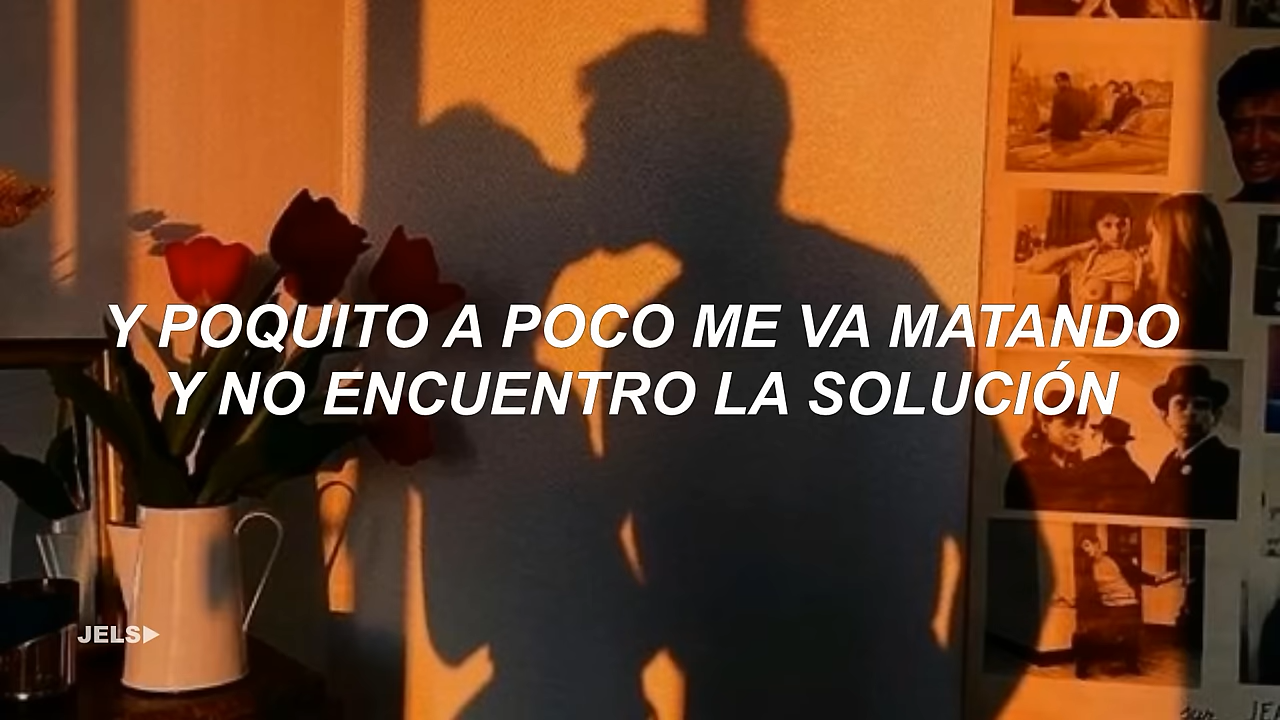 Y POQUITO A POCO ME VA MATANDO
Y NO ENCUENTRO LA SOLUCIÓN
JELS